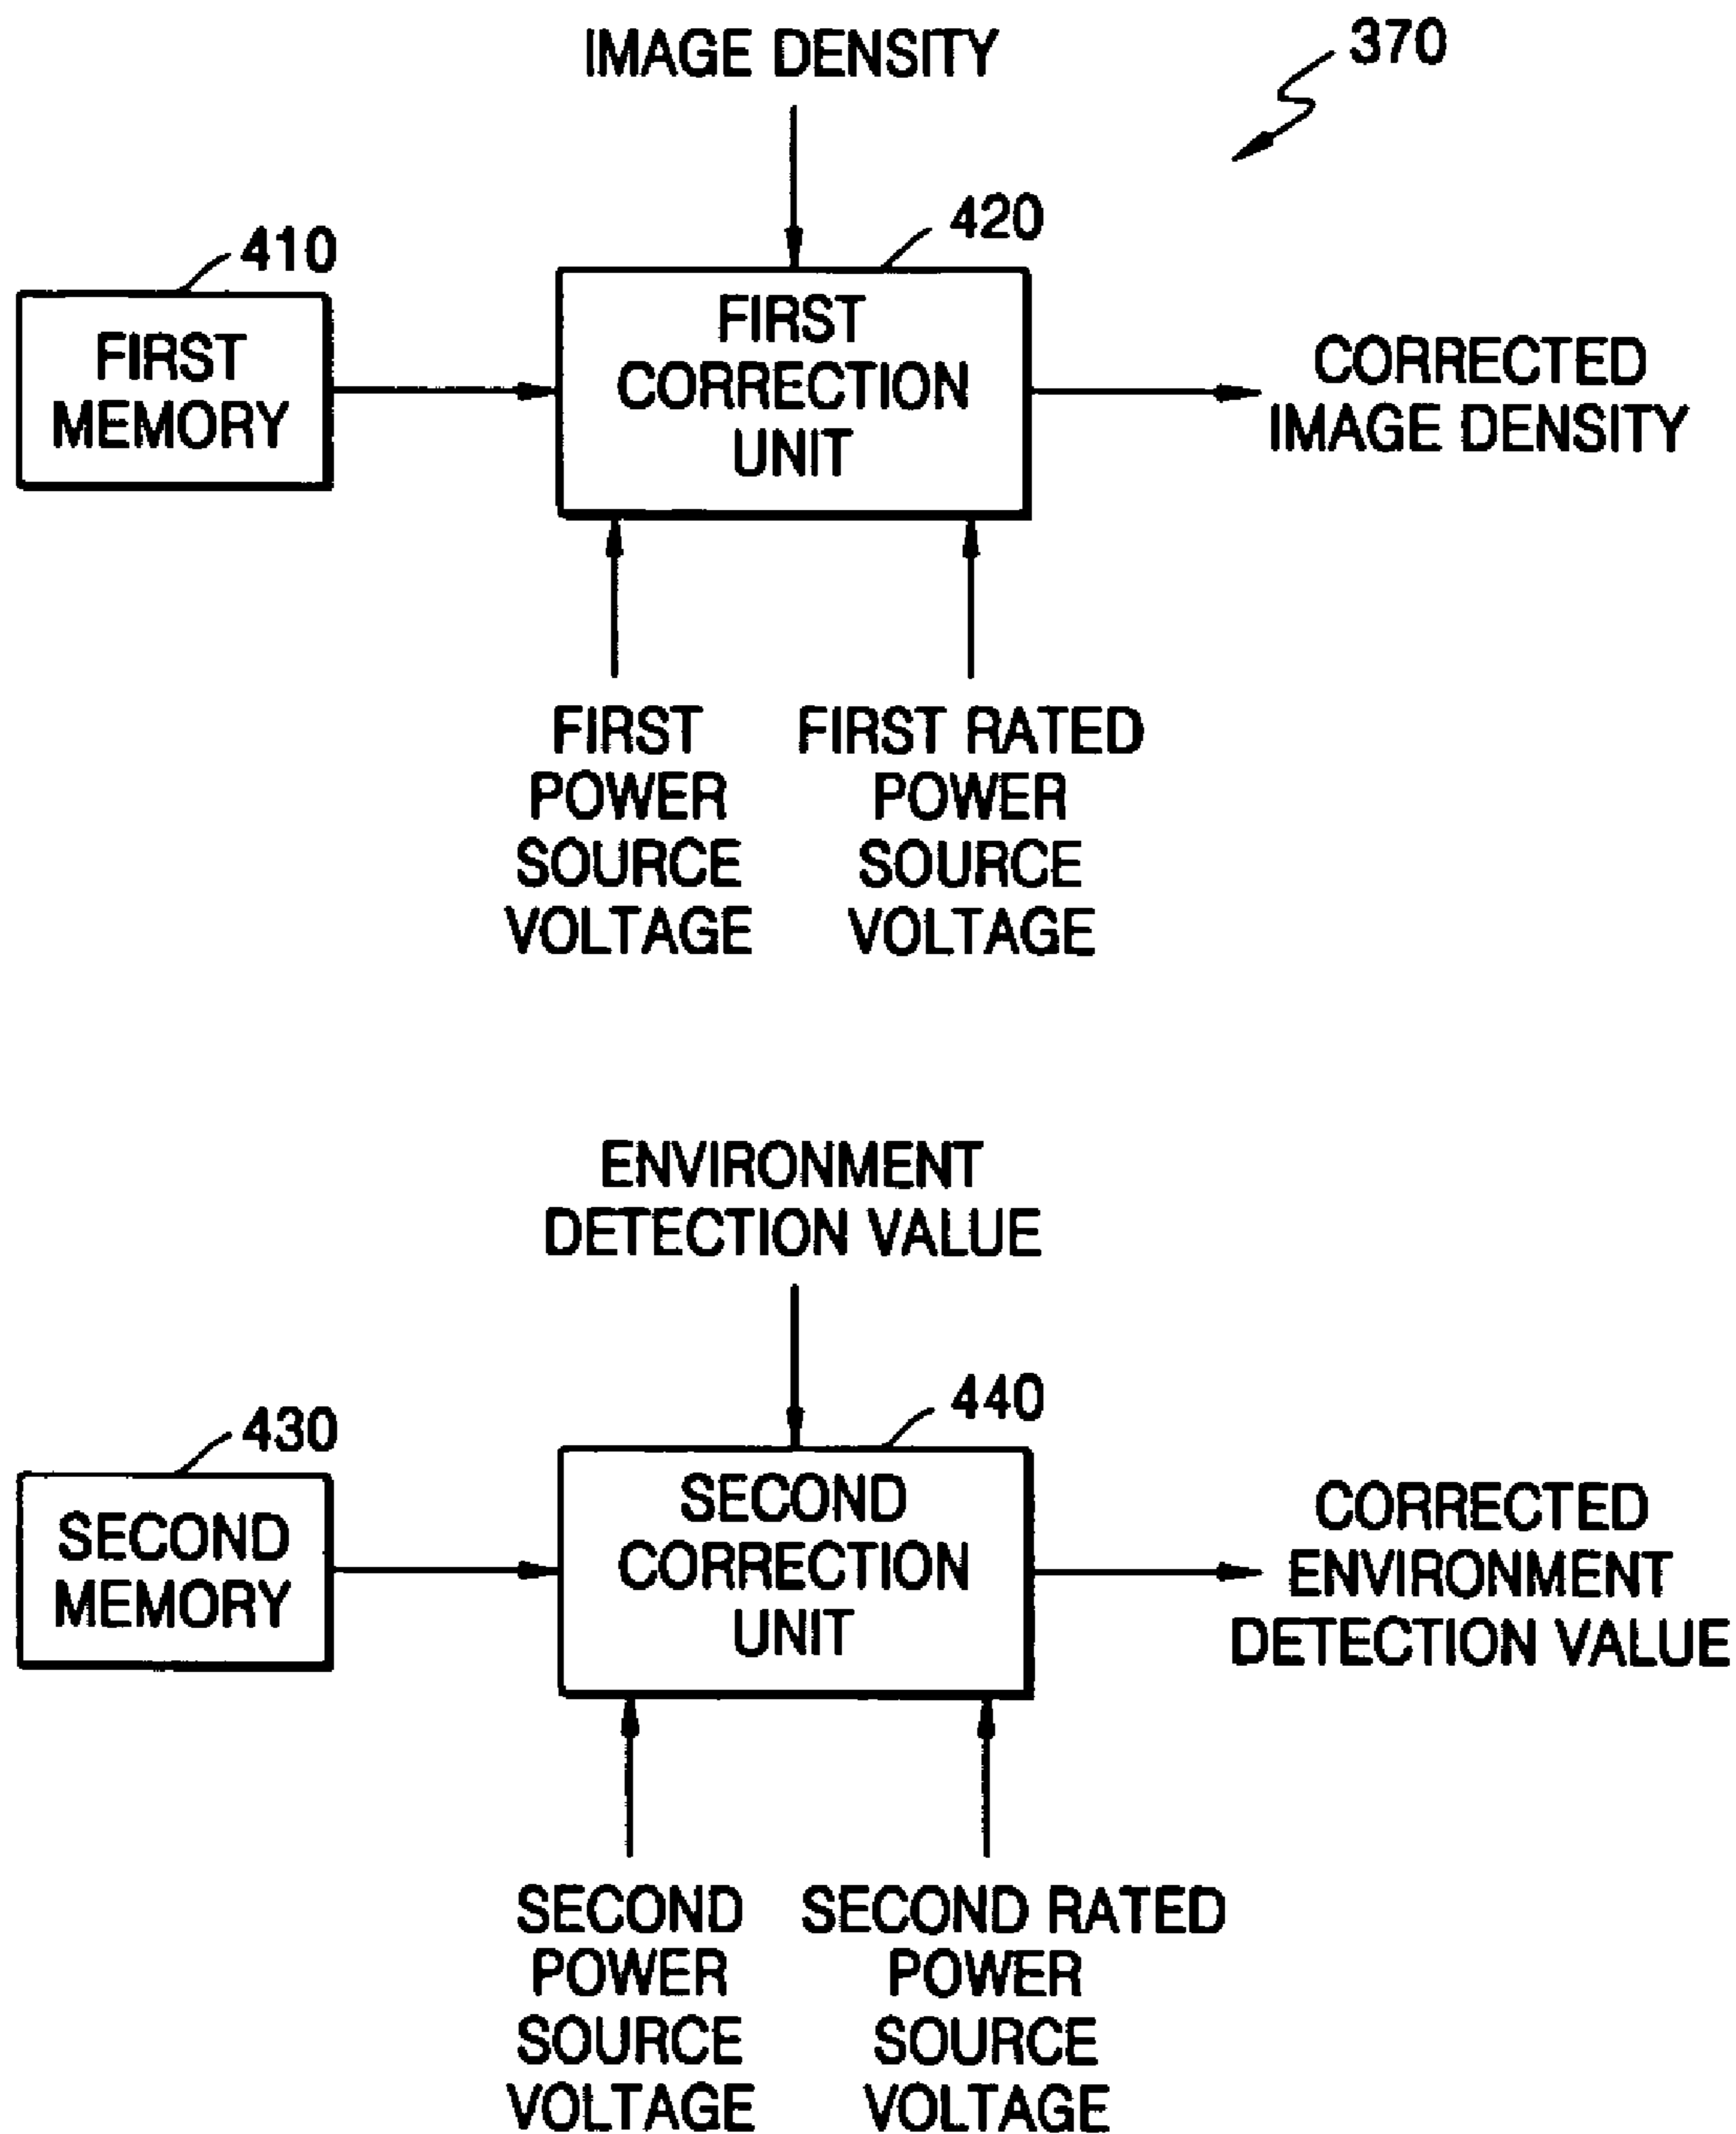 IMAGE DENSITY
370
410
420
FIRST
MEMORY
FIRST
CORRECTION
UNIT
CORRECTED
IMAGE DENSITY
FIRST
POWER
SOURCE
VOLTAGE
FIRST RATED
POWER
SOURCE
VOLTAGE
ENVIRONMENT
DETECTION VALUE
430
440
SECOND
MEMORY
SECOND
CORRECTION
UNIT
CORRECTED
ENVIRONMENT
DETECTION VALUE
SECOND
POWER
SOURCE
VOLTAGE
SECOND RATED
POWER
SOURCE
VOLTAGE